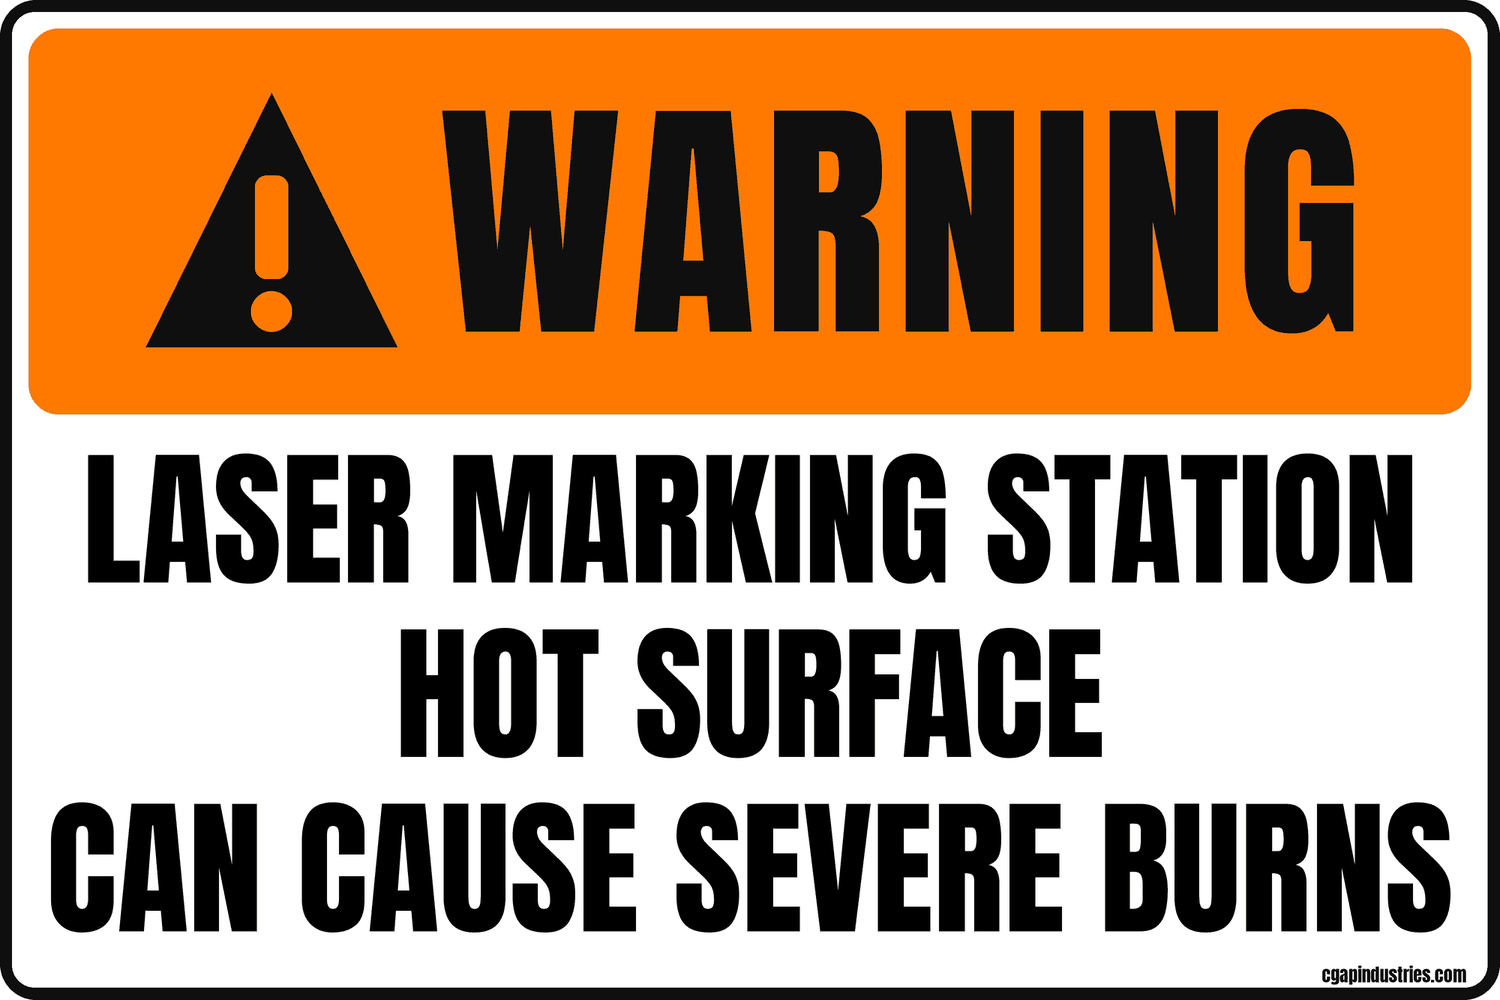 WARNING
LASER MARKING STATION
HOT SURFACE
CAN CAUSE SEVERE BURNS
cgapindustries.com